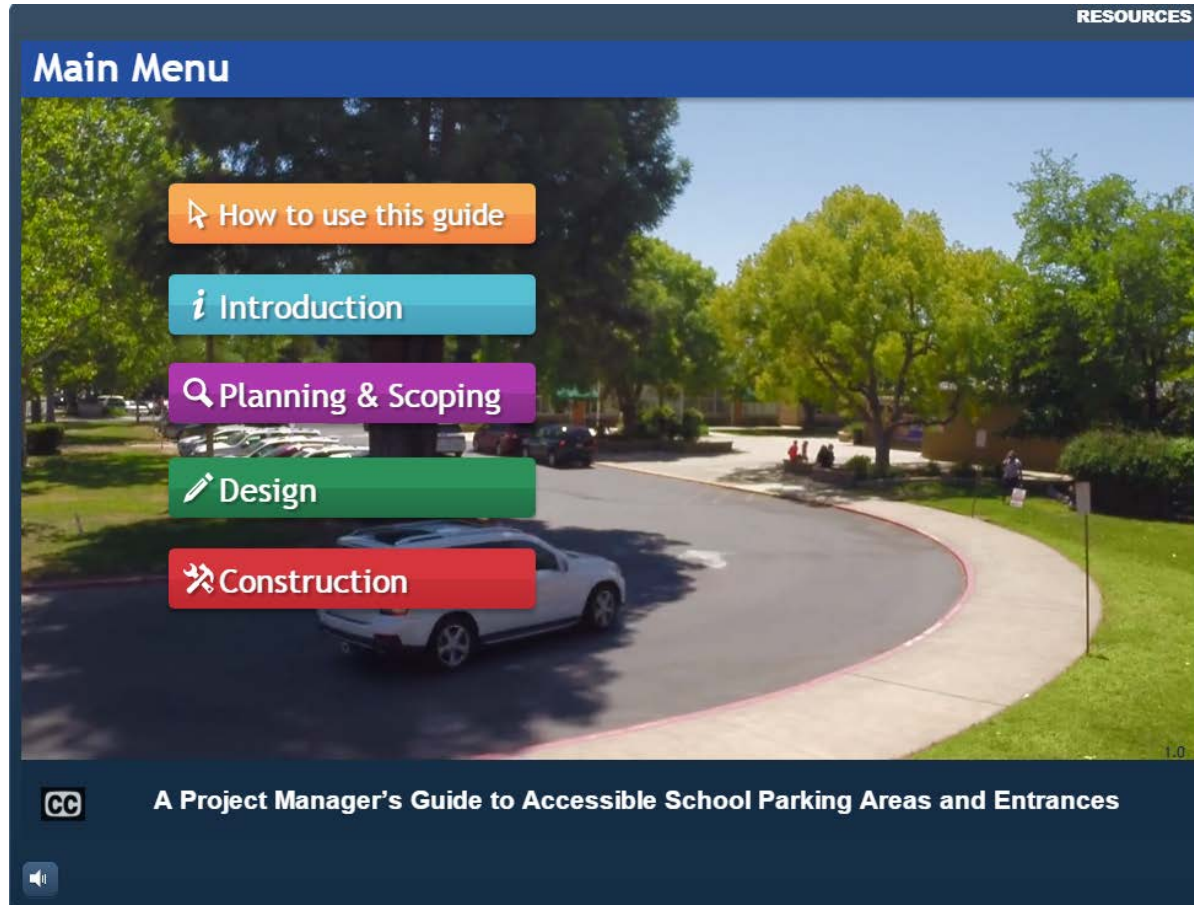 RESOURCES
Main Menu
How to use this guide
Introduction
Planning & Scoping
Design
Construction
1.0
CC
A Project Manager's Guide to Accessible School Parking Areas and Entrances